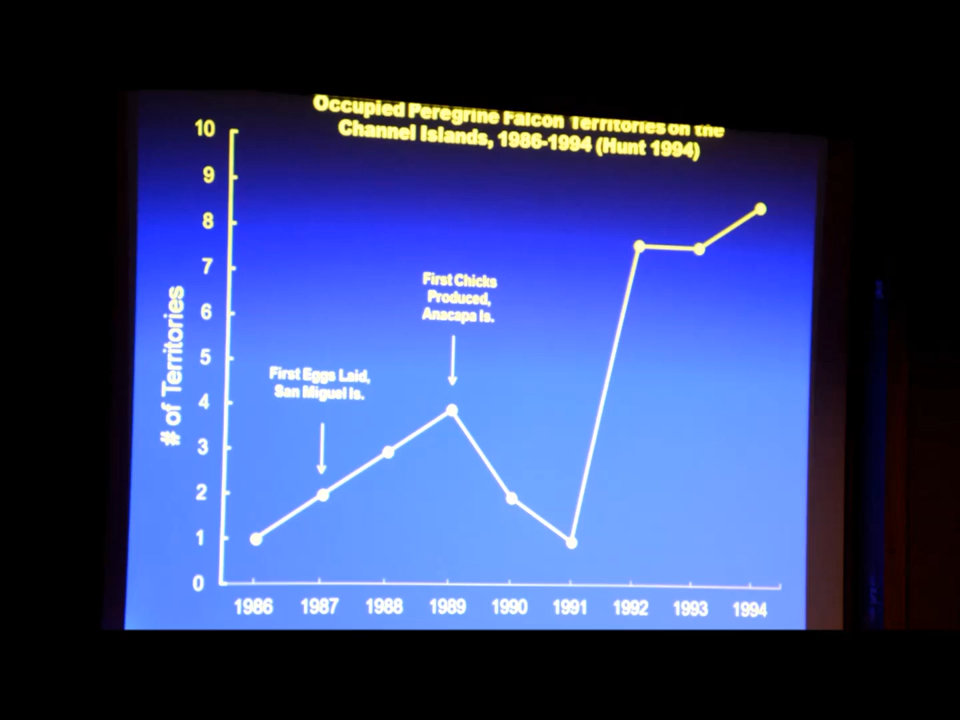 Occupied Peregrine Falcon Territories on the
Channel Islands, 1986-1994 (Hunt 1994)
10
9
8
7
6
5
4
3
2
1
0
# of Territories
First Chicks
Produced,
Anacapa Is.
First Eggs Laid,
San Miguel Is.
1986 1987 1988 1989 1990 1991 1992 1993 1994